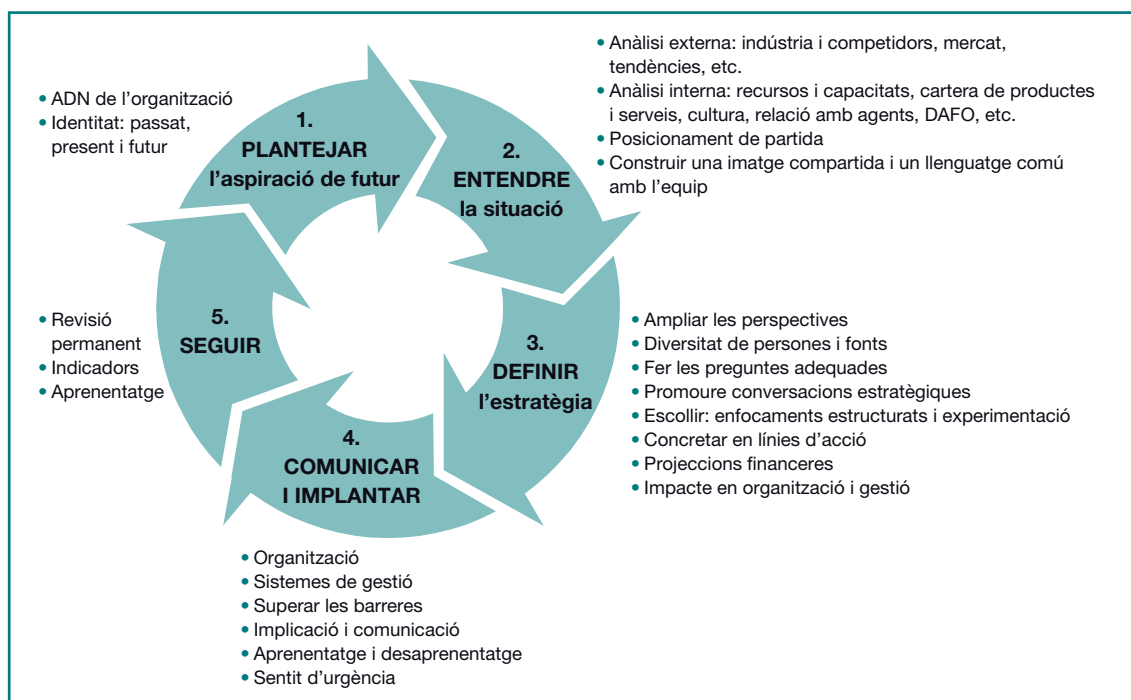 • ADN de l'organització
• Identitat: passat,
present i futur
1.
PLANTEJAR
l'aspiració de futur
• Anàlisi externa: indústria i competidors, mercat,
tendències, etc.
• Anàlisi interna: recursos i capacitats, cartera de productes
i serveis, cultura, relació amb agents, DAFO, etc.
• Posicionament de partida
• Construir una imatge compartida i un llenguatge comú
amb l'equip
2.
ENTENDRE
la situació
3.
DEFINIR
l'estratègia
• Ampliar les perspectives
• Diversitat de persones i fonts
• Fer les preguntes adequades
• Promoure conversacions estratègiques
• Escollir: enfocaments estructurats i experimentació
• Concretar en línies d'acció
• Projeccions financeres
• Impacte en organització i gestió
4.
COMUNICAR
I IMPLANTAR
• Organització
• Sistemes de gestió
• Superar les barreres
• Implicació i comunicació
• Aprenentatge i desaprenentatge
• Sentit d'urgència
5.
SEGUIR
• Revisió
permanent
• Indicadors
• Aprenentatge